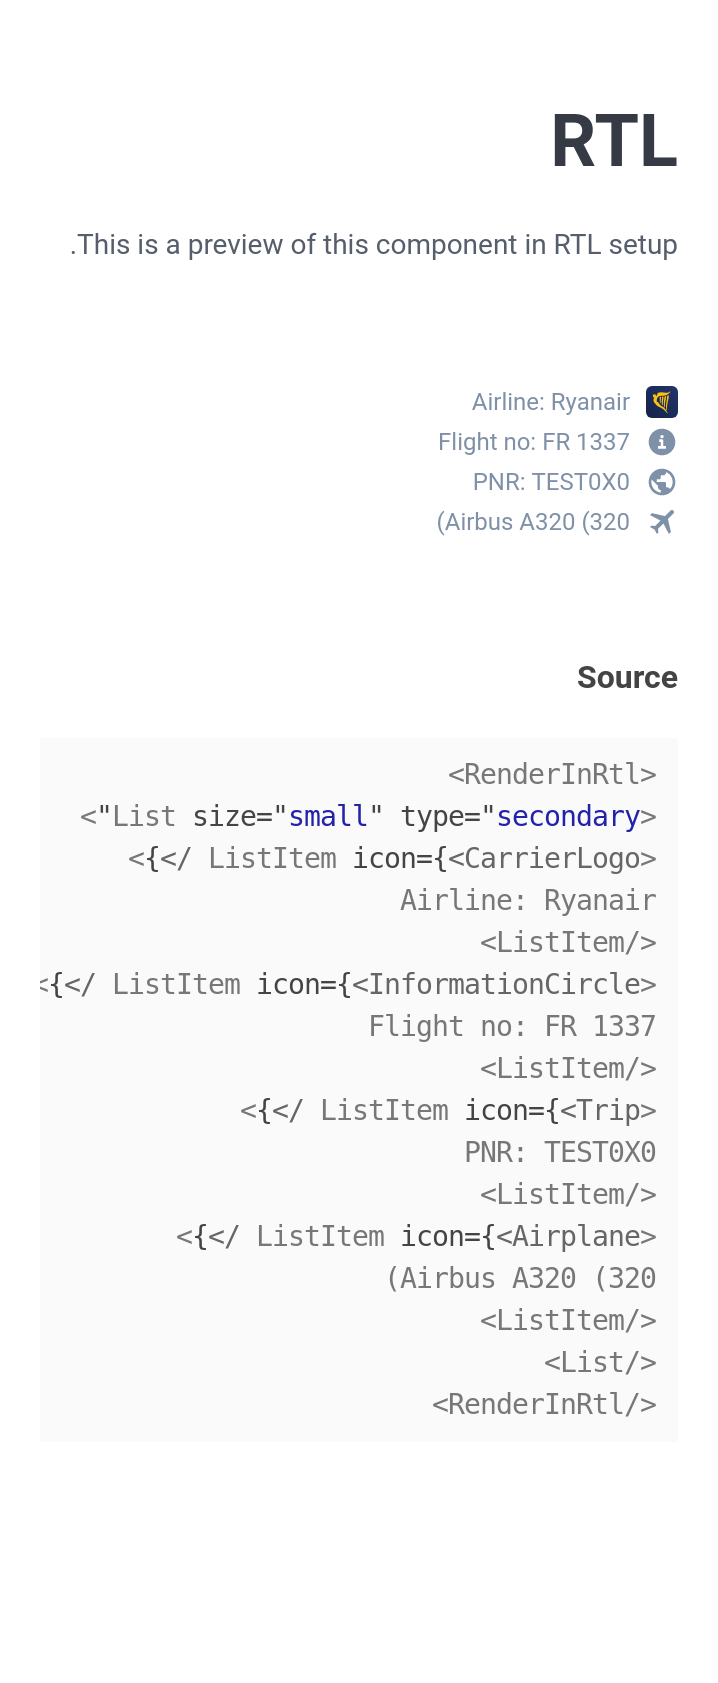 RTL
.This is a preview of this component in RTL setup
Airline: Ryanair
Flight no: FR 1337
PNR: TEST0X0
(Airbus A320 (320
Source
<RenderInRtl>
<"List size="small" type="secondary>
<{</ ListItem icon={<CarrierLogo>
Airline: Ryanair
<ListItem/>
<{</ ListItem icon={<InformationCircle>
Flight no: FR 1337
<ListItem/>
<{</ ListItem icon={<Trip>
PNR: TEST0X0
<ListItem/>
<{</ ListItem icon={<Airplane>
(Airbus A320 (320
<ListItem/>
<List/>
<RenderInRtl/>